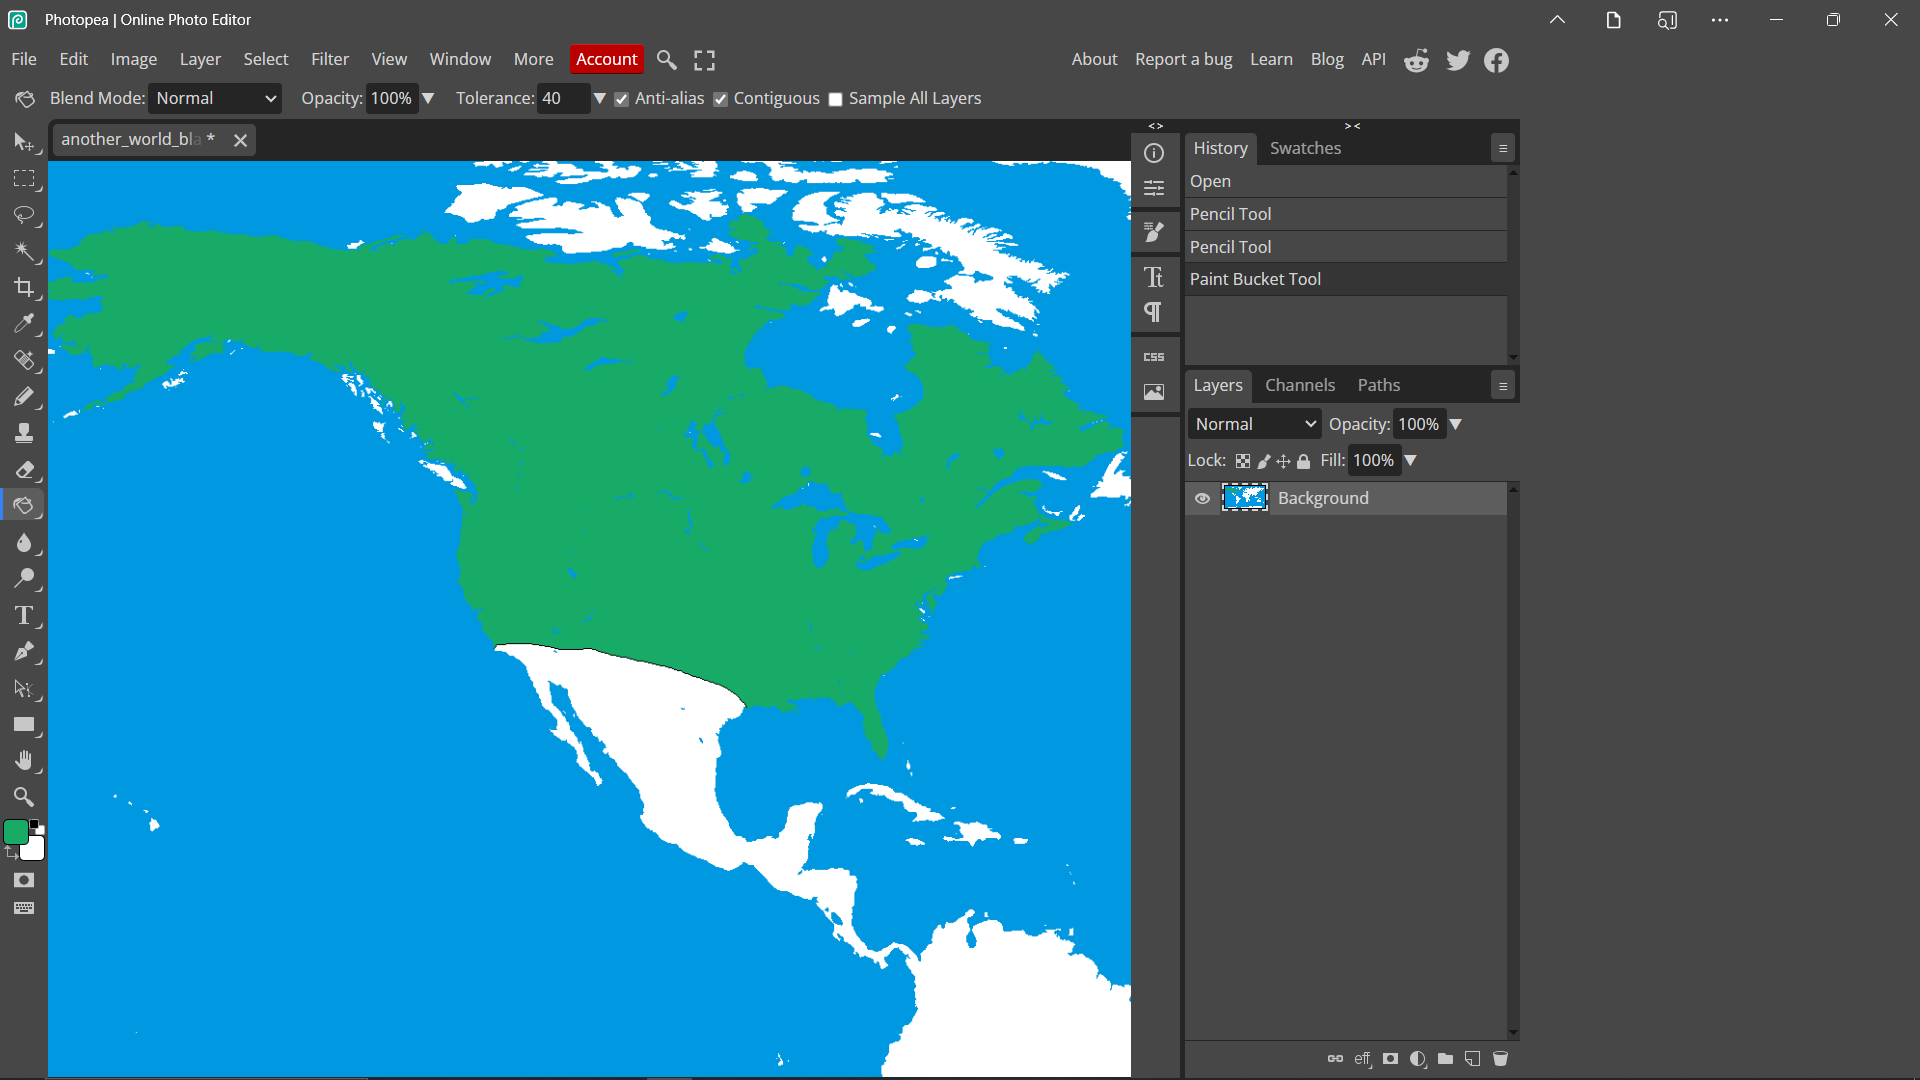 Photopea | Online Photo Editor
File Edit Image Layer Select Filter View Window More Account About Report a bug Learn Blog API
Blend Mode: Normal Opacity: 100% Tolerance: 40 Anti-alias Contiguous Sample All Layers
another_world_bla *
<> ><
History Swatches
Open
Pencil Tool
Pencil Tool
Paint Bucket Tool
CSS
Layers Channels Paths
Normal Opacity: 100%
Lock: Fill: 100%
Background
eff